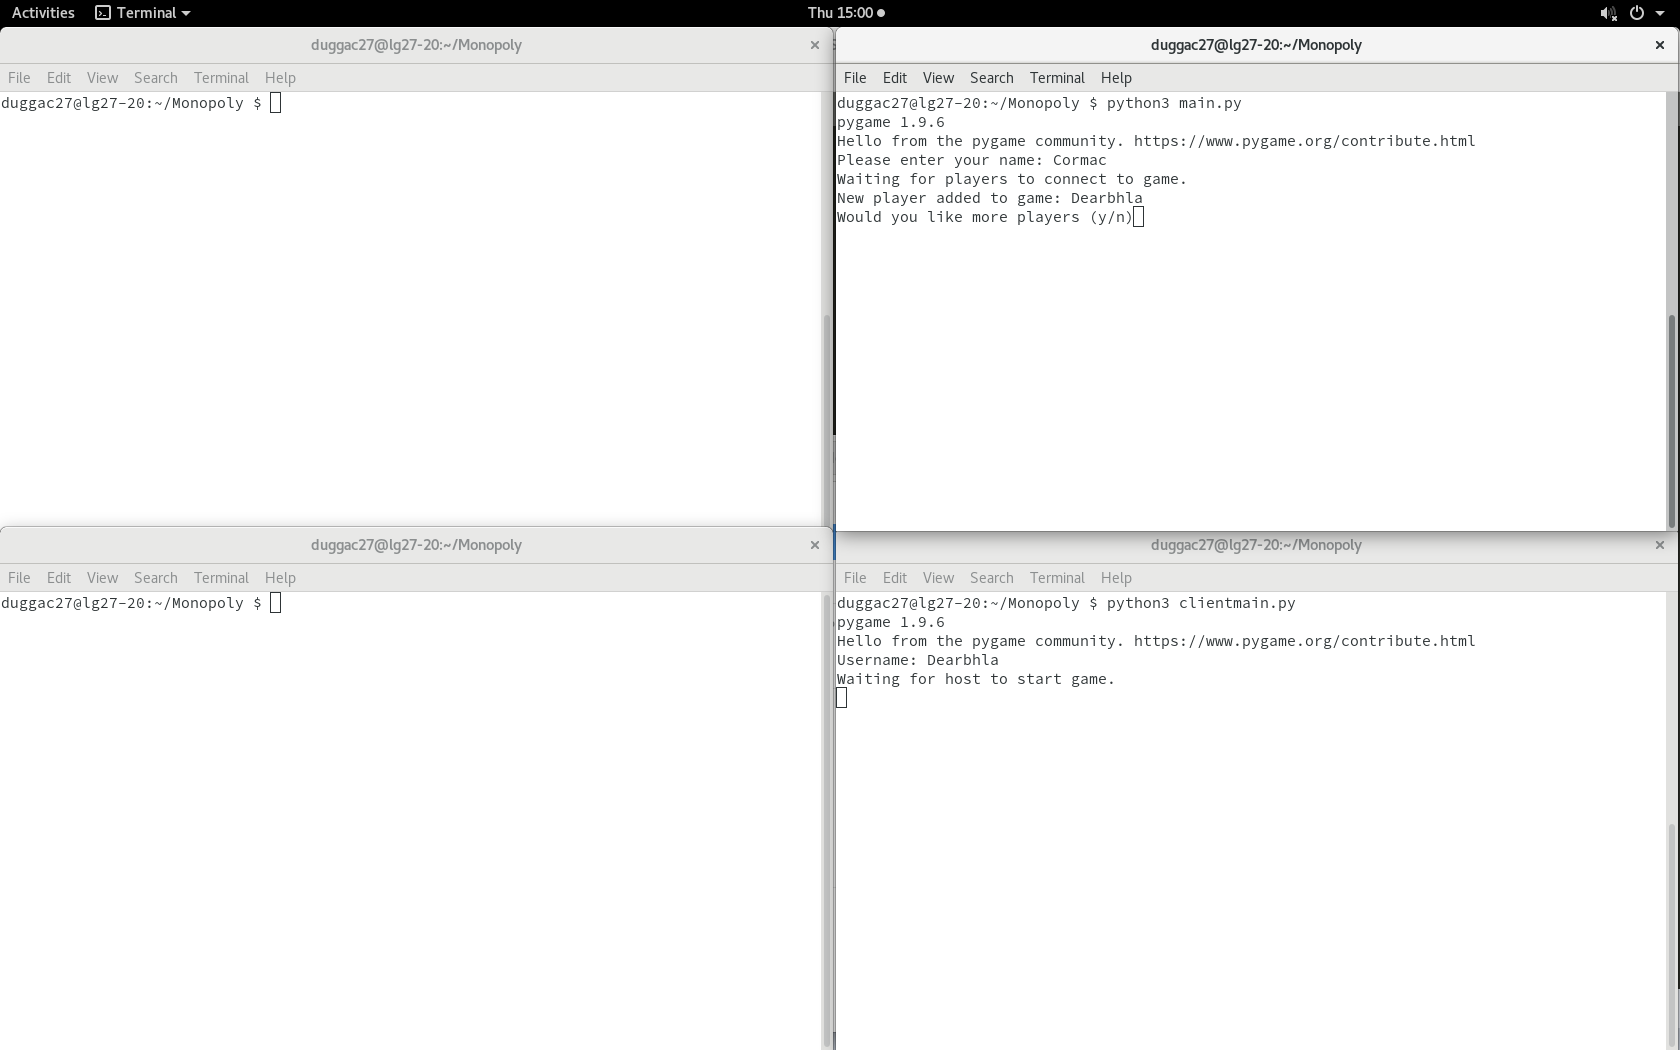 Activities Terminal Thu 15:00
duggac27@lg27-20:~/Monopoly
File Edit View Search Terminal Help
duggac27@lg27-20:~/Monopoly $
duggac27@lg27-20:~/Monopoly
File Edit View Search Terminal Help
duggac27@lg27-20:~/Monopoly $ python3 main.py
pygame 1.9.6
Hello from the pygame community. https://www.pygame.org/contribute.html
Please enter your name: Cormac
Waiting for players to connect to game.
New player added to game: Dearbhla
Would you like more players (y/n)
duggac27@lg27-20:~/Monopoly
File Edit View Search Terminal Help
duggac27@lg27-20:~/Monopoly $
duggac27@lg27-20:~/Monopoly
File Edit View Search Terminal Help
duggac27@lg27-20:~/Monopoly $ python3 clientmain.py
pygame 1.9.6
Hello from the pygame community. https://www.pygame.org/contribute.html
Username: Dearbhla
Waiting for host to start game.